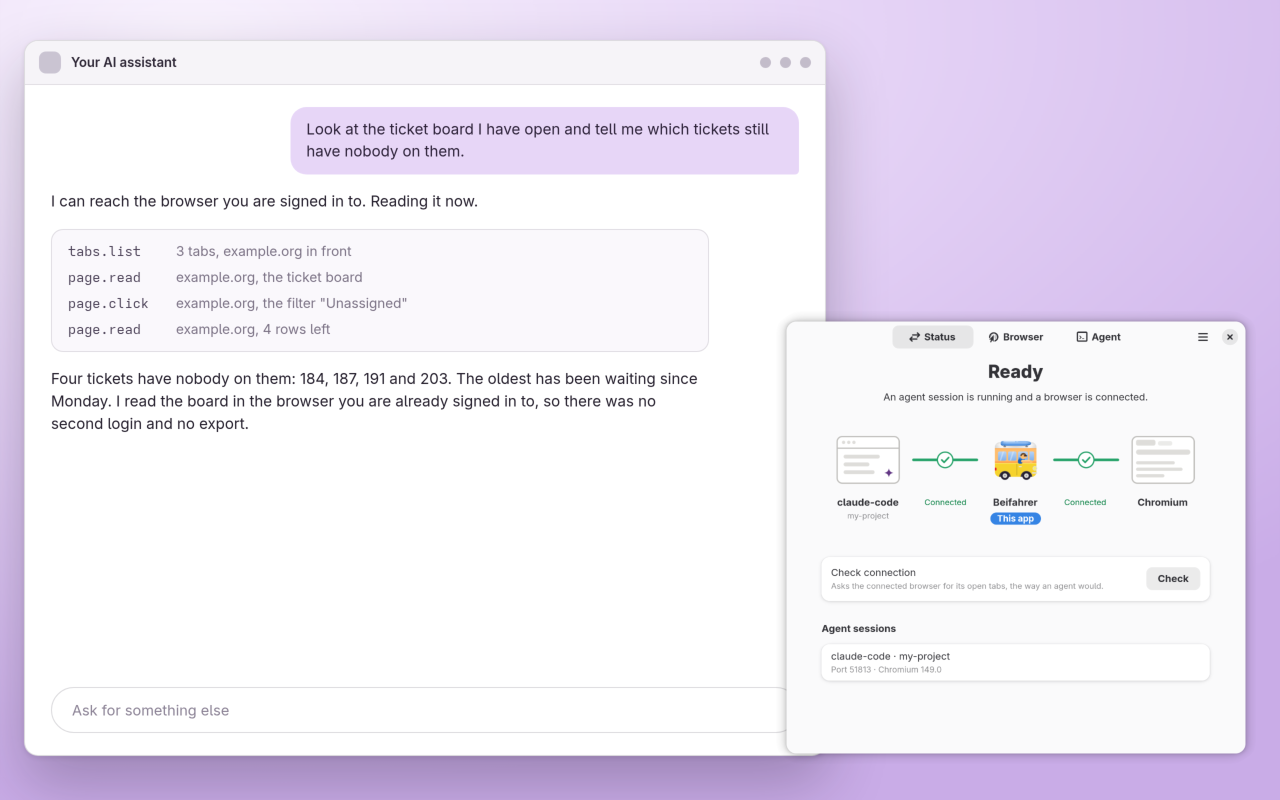 Your AI assistant
Look at the ticket board I have open and tell me which tickets still
have nobody on them.
I can reach the browser you are signed in to. Reading it now.
tabs.list 3 tabs, example.org in front
page.read example.org, the ticket board
page.click example.org, the filter "Unassigned"
page.read example.org, 4 rows left
Four tickets have nobody on them: 184, 187, 191 and 203. The oldest has been waiting since
Monday. I read the board in the browser you are already signed in to, so there was no
second login and no export.
Ask for something else
Status Browser Agent
Ready
An agent session is running and a browser is connected.
claude-code Connected Beifahrer Connected Chromium
my-project This app
Check connection
Asks the connected browser for its open tabs, the way an agent would.
Check
Agent sessions
claude-code · my-project
Port 51813 · Chromium 149.0